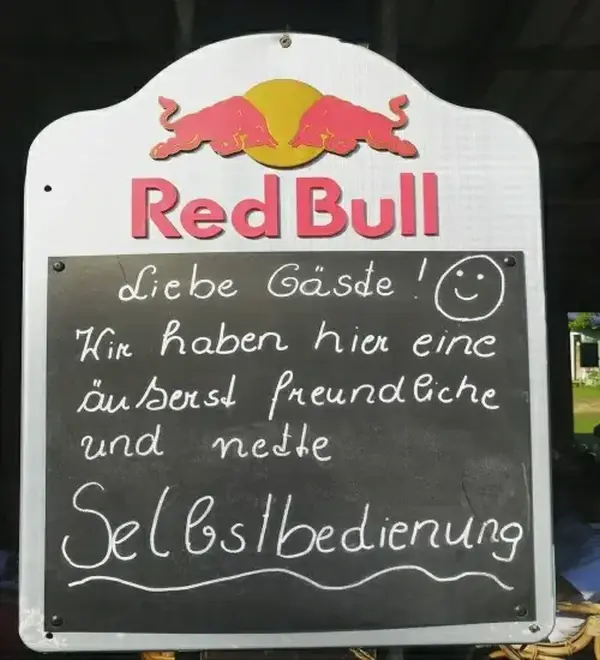 Red Bull
Liebe Gäste!
Wir haben hier eine
äußerst freundliche
und nette
Selbstbedienung